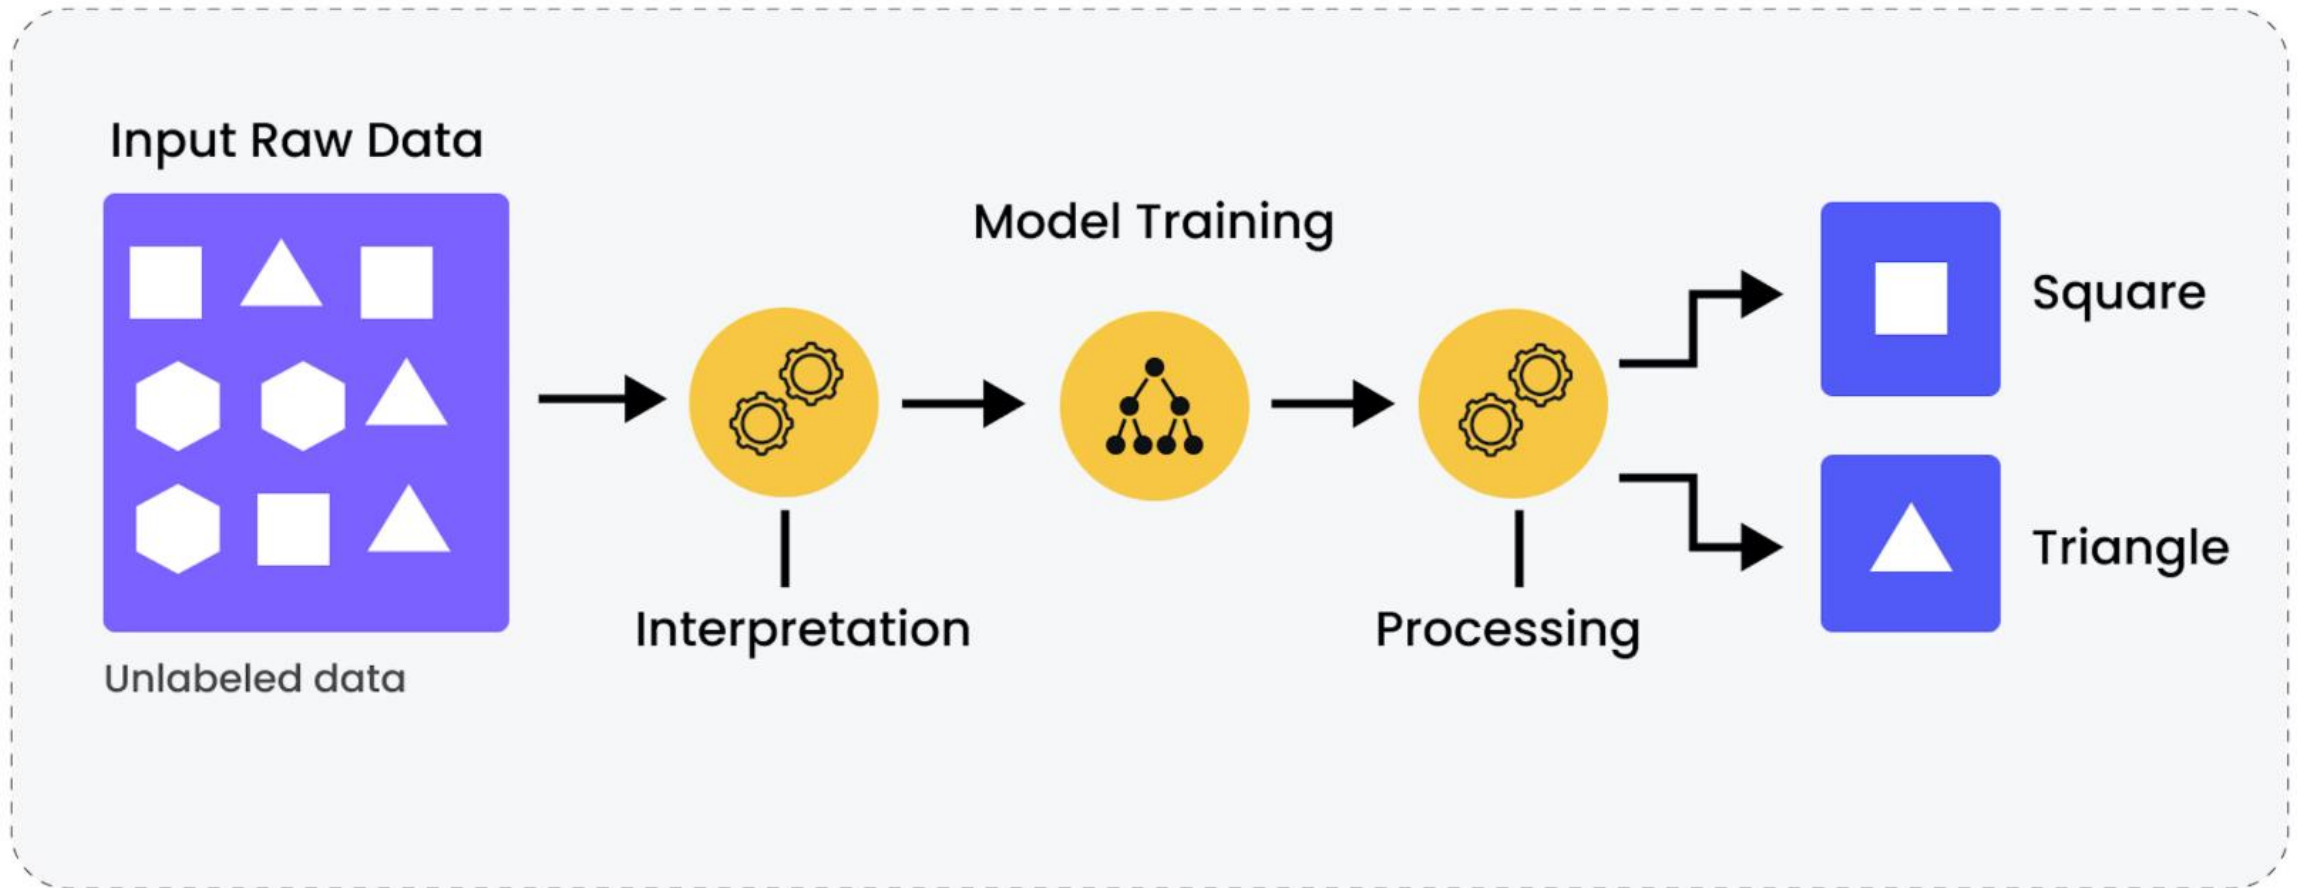 Input Raw Data
Unlabeled data
Interpretation
Model Training
Processing
Square
Triangle